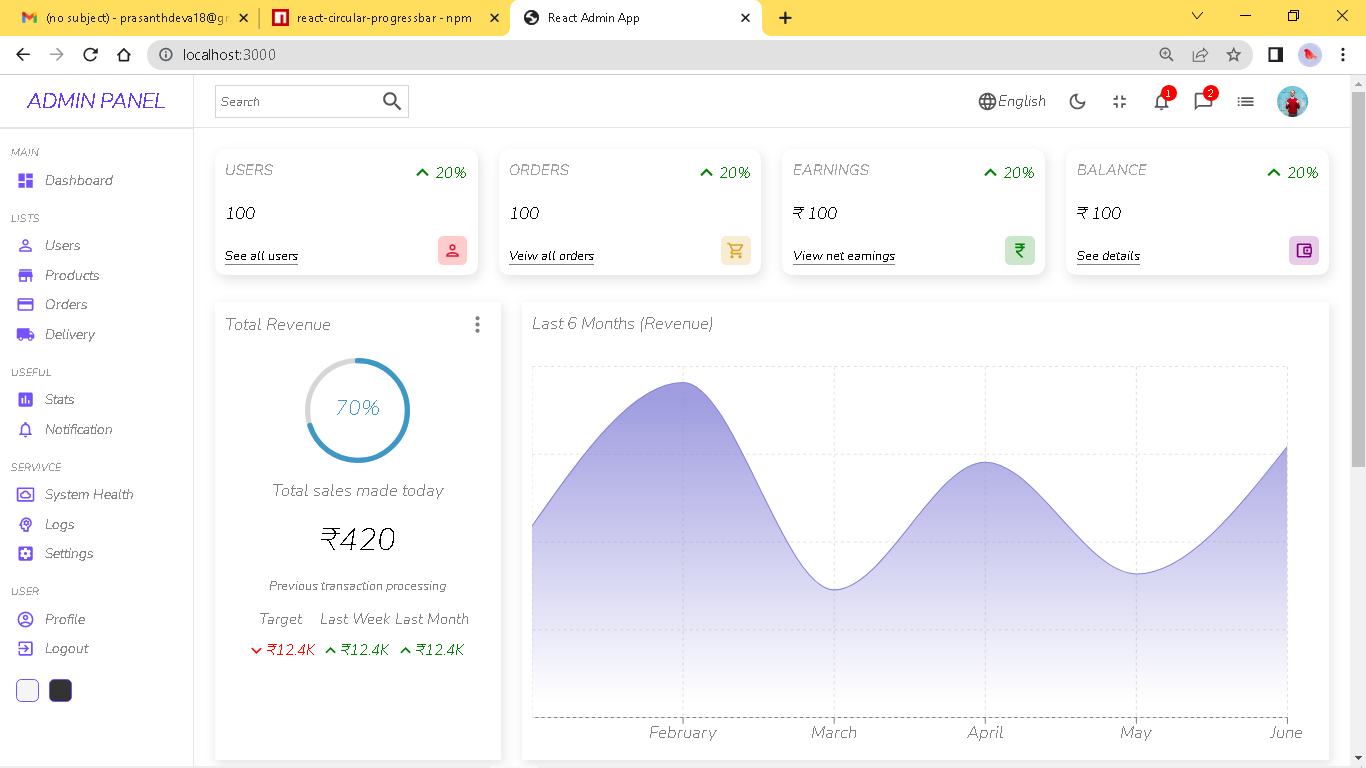 (no subject) - prasanthdeva18@gr
react-circular-progressbar - npm
React Admin App
localhost:3000
ADMIN PANEL
Search
English
1
2
MAIN
Dashboard
LISTS
Users
Products
Orders
Delivery
USEFUL
Stats
Notification
SERVIVCE
System Health
Logs
Settings
USER
Profile
Logout
USERS
20%
100
See all users
ORDERS
20%
100
Veiw all orders
EARNINGS
20%
₹ 100
View net earnings
₹
BALANCE
20%
₹ 100
See details
Total Revenue
70%
Total sales made today
₹420
Previous transaction processing
Target Last Week Last Month
₹12.4K ₹12.4K ₹12.4K
Last 6 Months (Revenue)
February March April May June